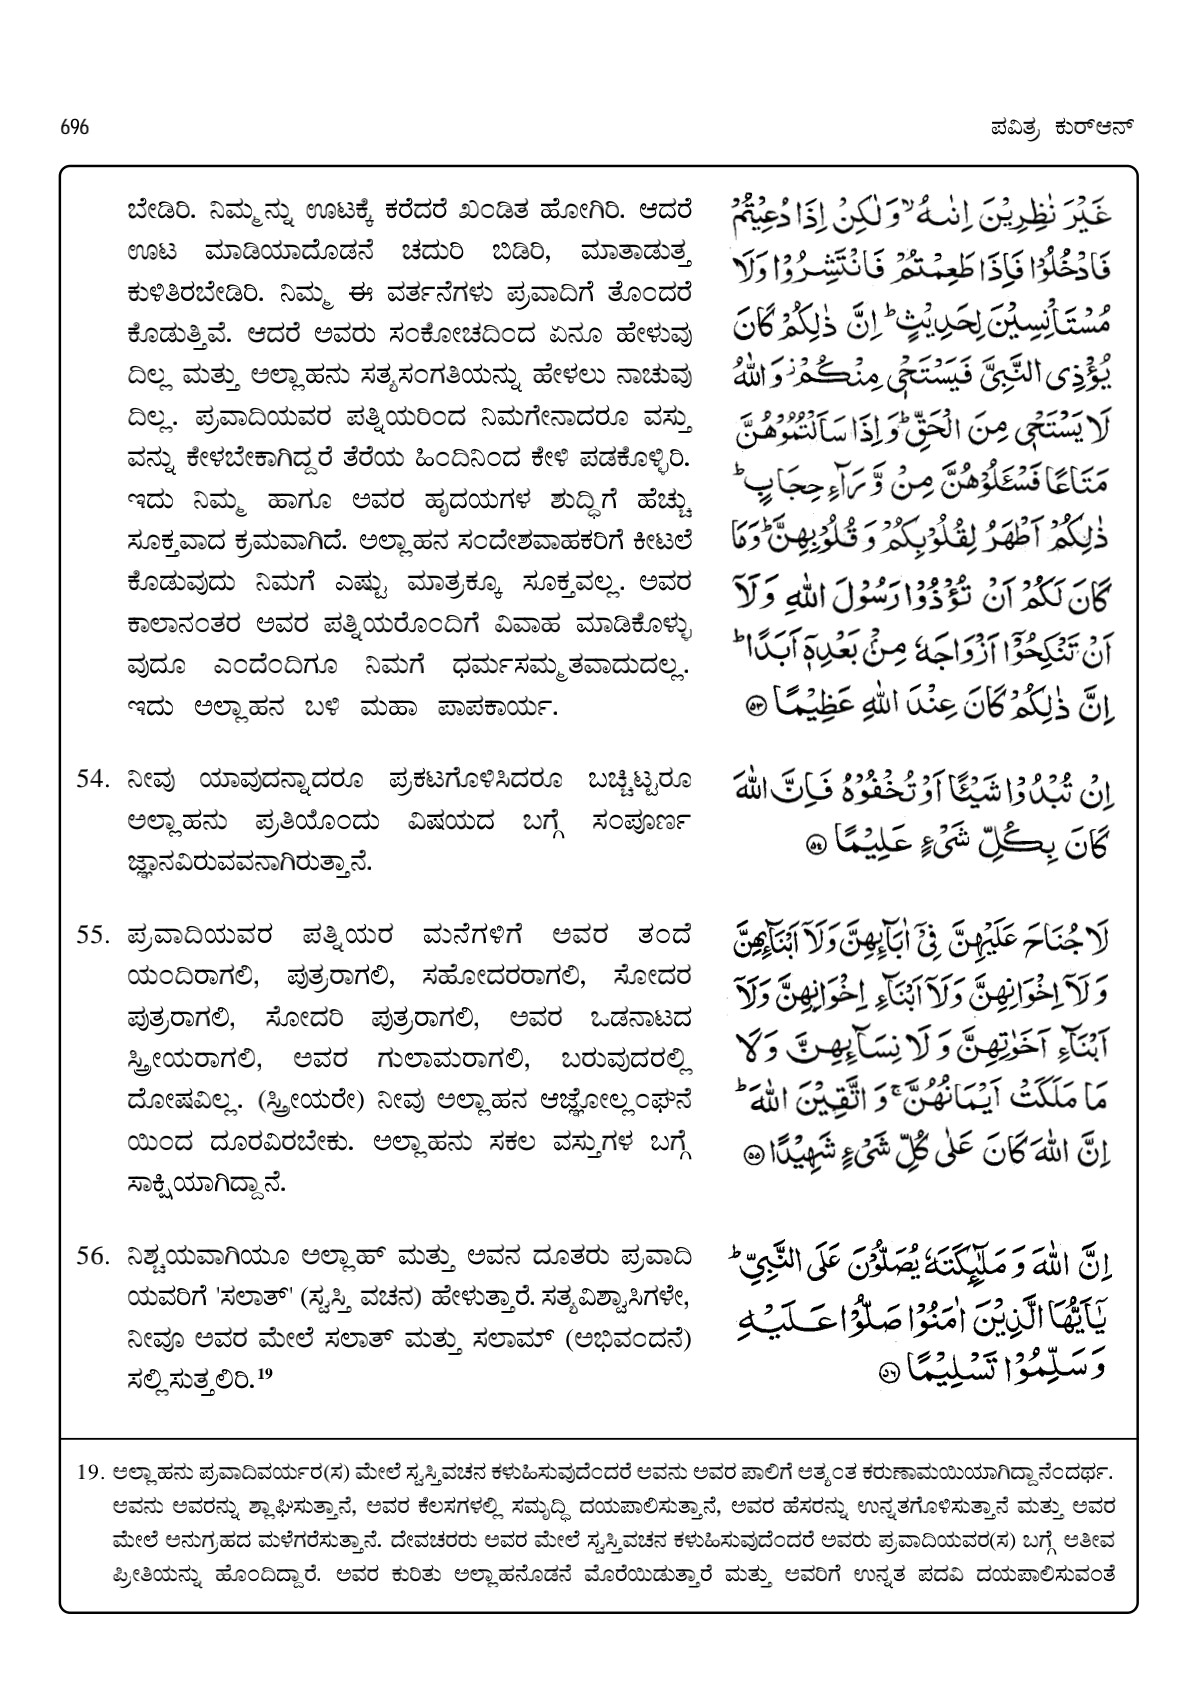 696
ಪವಿತ್ರ ಕುರ್‌ಆನ್
ಬೇಡಿರಿ. ನಿಮ್ಮನ್ನು ಊಟಕ್ಕೆ ಕರೆದರೆ ಖಂಡಿತ ಹೋಗಿರಿ. ಆದರೆ
ಊಟ ಮಾಡಿಯಾದೊಡನೆ ಚದುರಿ ಬಿಡಿರಿ, ಮಾತಾಡುತ್ತ
ಕುಳಿತಿರಬೇಡಿರಿ. ನಿಮ್ಮ ಈ ವರ್ತನೆಗಳು ಪ್ರವಾದಿಗೆ ತೊಂದರೆ
ಕೊಡುತ್ತಿವೆ. ಆದರೆ ಅವರು ಸಂಕೋಚದಿಂದ ಏನೂ ಹೇಳುವು
ದಿಲ್ಲ ಮತ್ತು ಅಲ್ಲಾಹನು ಸತ್ಯಸಂಗತಿಯನ್ನು ಹೇಳಲು ನಾಚುವು
ದಿಲ್ಲ. ಪ್ರವಾದಿಯವರ ಪತ್ನಿಯರಿಂದ ನಿಮಗೇನಾದರೂ ವಸ್ತು
ವನ್ನು ಕೇಳಬೇಕಾಗಿದ್ದರೆ ತೆರೆಯ ಹಿಂದಿನಿಂದ ಕೇಳಿ ಪಡಕೊಳ್ಳಿರಿ.
ಇದು ನಿಮ್ಮ ಹಾಗೂ ಅವರ ಹೃದಯಗಳ ಶುದ್ಧಿಗೆ ಹೆಚ್ಚು
ಸೂಕ್ತವಾದ ಕ್ರಮವಾಗಿದೆ. ಅಲ್ಲಾಹನ ಸಂದೇಶವಾಹಕರಿಗೆ ಕೀಟಲೆ
ಕೊಡುವುದು ನಿಮಗೆ ಎಷ್ಟು ಮಾತ್ರಕ್ಕೂ ಸೂಕ್ತವಲ್ಲ. ಅವರ
ಕಾಲಾನಂತರ ಅವರ ಪತ್ನಿಯರೊಂದಿಗೆ ವಿವಾಹ ಮಾಡಿಕೊಳ್ಳು
ವುದೂ ಎಂದೆಂದಿಗೂ ನಿಮಗೆ ಧರ್ಮಸಮ್ಮತವಾದುದಲ್ಲ.
ಇದು ಅಲ್ಲಾಹನ ಬಳಿ ಮಹಾ ಪಾಪಕಾರ್ಯ.
غَيْرَ نٰظِرِيْنَ اِنٰىهُ ۙ وَلٰكِنْ اِذَا دُعِيْتُمْ
فَادْخُلُوْا فَاِذَا طَعِمْتُمْ فَانْتَشِرُوْا وَلَا
مُسْتَاْنِسِيْنَ لِحَدِيْثٍ ؕ اِنَّ ذٰلِكُمْ كَانَ
يُؤْذِى النَّبِىَّ فَيَسْتَحْىٖ مِنْكُمْ ۫ وَاللّٰهُ
لَا يَسْتَحْىٖ مِنَ الْحَقِّ ؕ وَاِذَا سَاَلْتُمُوْهُنَّ
مَتَاعًا فَسْـَٔلُوْهُنَّ مِنْ وَّرَآءِ حِجَابٍ ؕ
ذٰلِكُمْ اَطْهَرُ لِقُلُوْبِكُمْ وَقُلُوْبِهِنَّ ؕ وَمَا
كَانَ لَكُمْ اَنْ تُؤْذُوْا رَسُوْلَ اللّٰهِ وَلَآ
اَنْ تَنْكِحُوْٓا اَزْوَاجَهٗ مِنْۢ بَعْدِهٖٓ اَبَدًا ؕ
اِنَّ ذٰلِكُمْ كَانَ عِنْدَ اللّٰهِ عَظِيْمًا ۝۵۳
54. ನೀವು ಯಾವುದನ್ನಾದರೂ ಪ್ರಕಟಗೊಳಿಸಿದರೂ ಬಚ್ಚಿಟ್ಟರೂ
ಅಲ್ಲಾಹನು ಪ್ರತಿಯೊಂದು ವಿಷಯದ ಬಗ್ಗೆ ಸಂಪೂರ್ಣ
ಜ್ಞಾನವಿರುವವನಾಗಿರುತ್ತಾನೆ.
اِنْ تُبْدُوْا شَيْـًٔا اَوْ تُخْفُوْهُ فَاِنَّ اللّٰهَ
كَانَ بِكُلِّ شَىْءٍ عَلِيْمًا ۝۵۴
55. ಪ್ರವಾದಿಯವರ ಪತ್ನಿಯರ ಮನೆಗಳಿಗೆ ಅವರ ತಂದೆ
ಯಂದಿರಾಗಲಿ, ಪುತ್ರರಾಗಲಿ, ಸಹೋದರರಾಗಲಿ, ಸೋದರ
ಪುತ್ರರಾಗಲಿ, ಸೋದರಿ ಪುತ್ರರಾಗಲಿ, ಅವರ ಒಡನಾಟದ
ಸ್ತ್ರೀಯರಾಗಲಿ, ಅವರ ಗುಲಾಮರಾಗಲಿ, ಬರುವುದರಲ್ಲಿ
ದೋಷವಿಲ್ಲ. (ಸ್ತ್ರೀಯರೇ) ನೀವು ಅಲ್ಲಾಹನ ಆಜ್ಞೋಲ್ಲಂಘನೆ
ಯಿಂದ ದೂರವಿರಬೇಕು. ಅಲ್ಲಾಹನು ಸಕಲ ವಸ್ತುಗಳ ಬಗ್ಗೆ
ಸಾಕ್ಷಿಯಾಗಿದ್ದಾನೆ.
لَا جُنَاحَ عَلَيْهِنَّ فِىْٓ اٰبَآئِهِنَّ وَلَآ اَبْنَآئِهِنَّ
وَلَآ اِخْوَانِهِنَّ وَلَآ اَبْنَآءِ اِخْوَانِهِنَّ وَلَآ
اَبْنَآءِ اَخَوٰتِهِنَّ وَلَا نِسَآئِهِنَّ وَلَا
مَا مَلَكَتْ اَيْمَانُهُنَّ ۚ وَاتَّقِيْنَ اللّٰهَ ؕ
اِنَّ اللّٰهَ كَانَ عَلٰى كُلِّ شَىْءٍ شَهِيْدًا ۝۵۵
56. ನಿಶ್ಚಯವಾಗಿಯೂ ಅಲ್ಲಾಹ್ ಮತ್ತು ಅವನ ದೂತರು ಪ್ರವಾದಿ
ಯವರಿಗೆ 'ಸಲಾತ್' (ಸ್ವಸ್ತಿ ವಚನ) ಹೇಳುತ್ತಾರೆ. ಸತ್ಯವಿಶ್ವಾಸಿಗಳೇ,
ನೀವೂ ಅವರ ಮೇಲೆ ಸಲಾತ್ ಮತ್ತು ಸಲಾಮ್ (ಅಭಿವಂದನೆ)
ಸಲ್ಲಿಸುತ್ತಲಿರಿ.19
اِنَّ اللّٰهَ وَمَلٰٓئِكَتَهٗ يُصَلُّوْنَ عَلَى النَّبِىِّ ؕ
يٰۤاَيُّهَا الَّذِيْنَ اٰمَنُوْا صَلُّوْا عَلَيْهِ
وَسَلِّمُوْا تَسْلِيْمًا ۝۵۶
19. ಅಲ್ಲಾಹನು ಪ್ರವಾದಿವರ್ಯರ(ಸ) ಮೇಲೆ ಸ್ವಸ್ತಿವಚನ ಕಳುಹಿಸುವುದೆಂದರೆ ಅವನು ಅವರ ಪಾಲಿಗೆ ಅತ್ಯಂತ ಕರುಣಾಮಯಿಯಾಗಿದ್ದಾನೆಂದರ್ಥ.
ಅವನು ಅವರನ್ನು ಶ್ಲಾಘಿಸುತ್ತಾನೆ, ಅವರ ಕೆಲಸಗಳಲ್ಲಿ ಸಮೃದ್ಧಿ ದಯಪಾಲಿಸುತ್ತಾನೆ, ಅವರ ಹೆಸರನ್ನು ಉನ್ನತಗೊಳಿಸುತ್ತಾನೆ ಮತ್ತು ಅವರ
ಮೇಲೆ ಅನುಗ್ರಹದ ಮಳೆಗರೆಸುತ್ತಾನೆ. ದೇವಚರರು ಅವರ ಮೇಲೆ ಸ್ವಸ್ತಿವಚನ ಕಳುಹಿಸುವುದೆಂದರೆ ಅವರು ಪ್ರವಾದಿಯವರ(ಸ) ಬಗ್ಗೆ ಅತೀವ
ಪ್ರೀತಿಯನ್ನು ಹೊಂದಿದ್ದಾರೆ. ಅವರ ಕುರಿತು ಅಲ್ಲಾಹನೊಡನೆ ಮೊರೆಯಿಡುತ್ತಾರೆ ಮತ್ತು ಅವರಿಗೆ ಉನ್ನತ ಪದವಿ ದಯಪಾಲಿಸುವಂತೆ